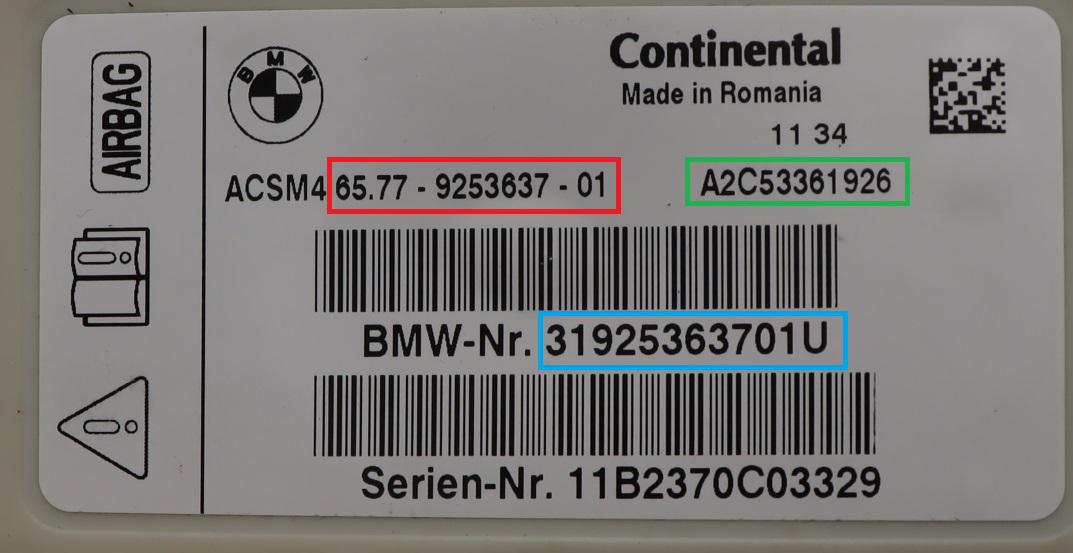 AIRBAG
BMW
Continental
Made in Romania
11 34
ACSM4 65.77 - 9253637 - 01
A2C53361926
BMW-Nr. 31925363701U
Serien-Nr. 11B2370C03329